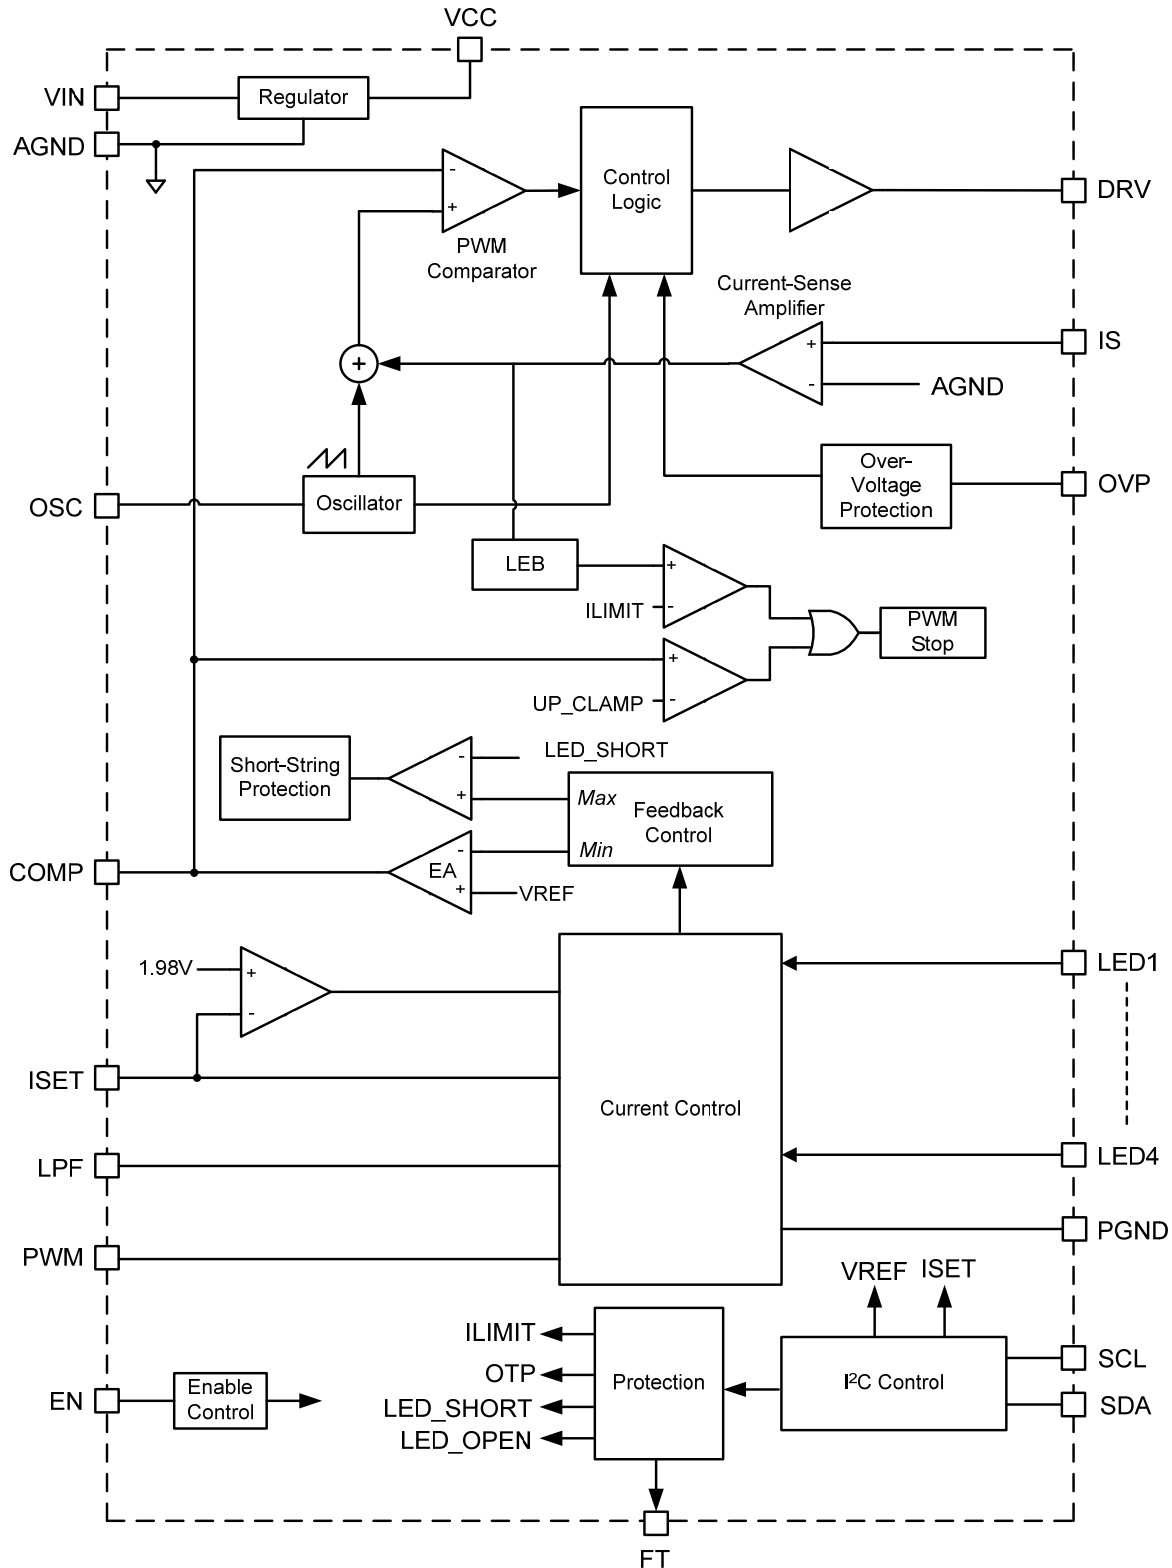 VCC
VIN
Regulator
AGND
-
+
PWM
Comparator
Control
Logic
DRV
Current-Sense
Amplifier
+
-
IS
AGND
+
OSC
Oscillator
Over-
Voltage
Protection
OVP
LEB
+
-
ILIMIT
PWM
Stop
+
-
UP_CLAMP
Short-String
Protection
-
+
LED_SHORT
Max
Min
Feedback
Control
COMP
EA
-
+
VREF
1.98V
+
-
LED1
ISET
Current Control
LPF
LED4
PWM
PGND
VREF
ISET
ILIMIT
OTP
LED_SHORT
LED_OPEN
Protection
I²C Control
SCL
SDA
EN
Enable
Control
FT